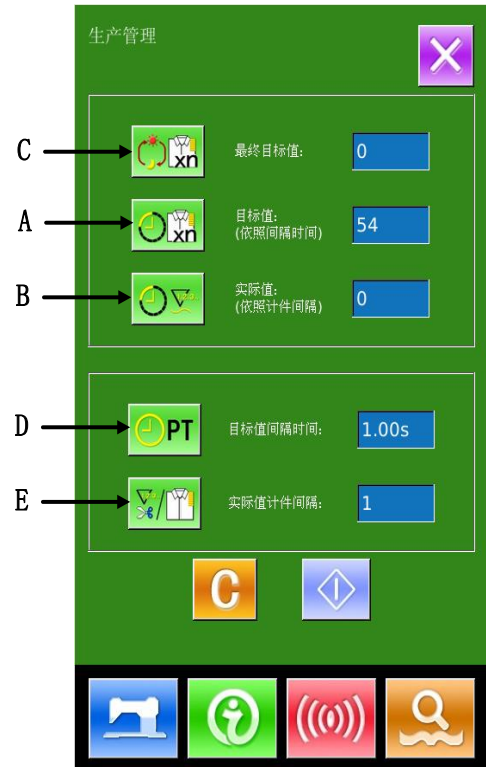 生产管理
C
xn
最终目标值:
0
A
xn
目标值:
(依照间隔时间)
54
B
实际值:
(依照计件间隔)
0
D
PT
目标值间隔时间:
1.00s
E
实际值计件间隔:
1
C